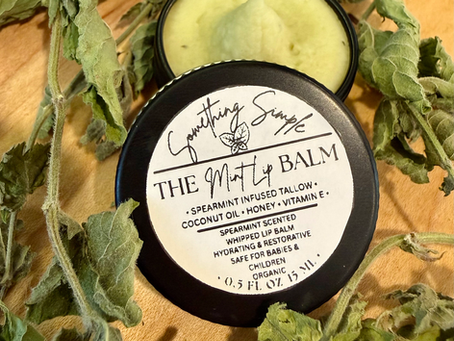 Something Simple
THE Mint Lip BALM
• SPEARMINT INFUSED TALLOW •
COCONUT OIL • HONEY • VITAMIN E •
SPEARMINT SCENTED
WHIPPED LIP BALM
HYDRATING & RESTORATIVE
SAFE FOR BABIES &
CHILDREN
ORGANIC
• 0.5 FL OZ 15 ML •